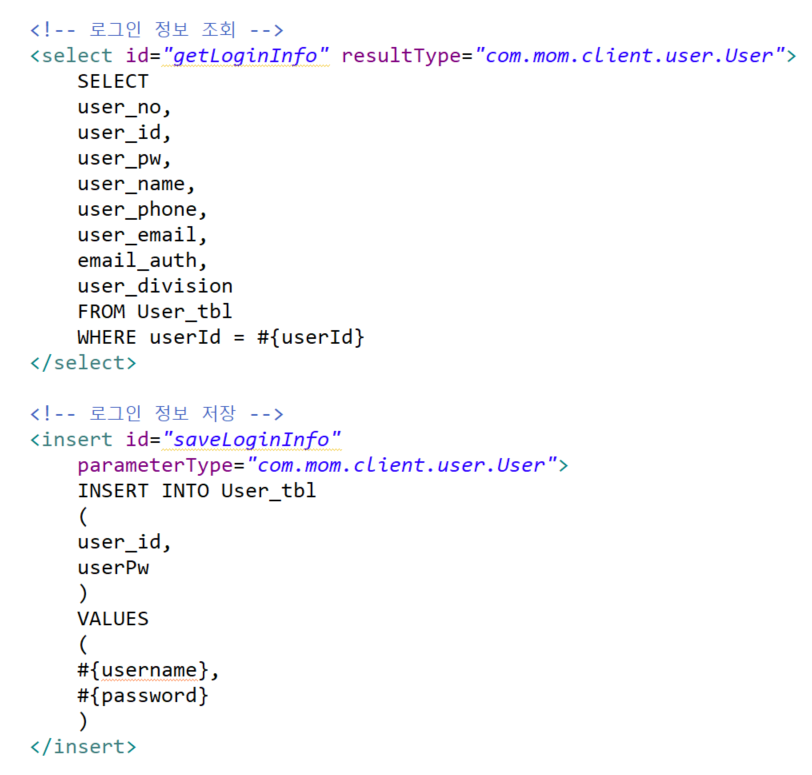 <!-- 로그인 정보 조회 -->
<select id="getLoginInfo" resultType="com.mom.client.user.User">
SELECT
user_no,
user_id,
user_pw,
user_name,
user_phone,
user_email,
email_auth,
user_division
FROM User_tbl
WHERE userId = #{userId}
</select>
<!-- 로그인 정보 저장 -->
<insert id="saveLoginInfo"
parameterType="com.mom.client.user.User">
INSERT INTO User_tbl
(
user_id,
userPw
)
VALUES
(
#{username},
#{password}
)
</insert>